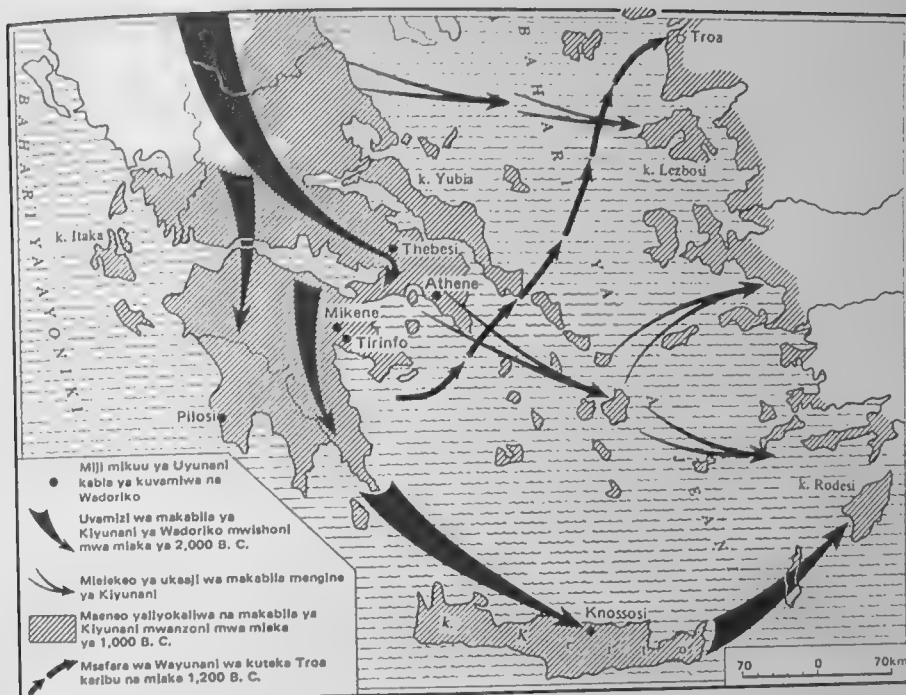 Troa
BAHARI YA AJEANI
k. Lezbosi
BAHARI YA AYONIKI
k. Yubia
k. Itaka
Thebesi
Athene
Mikene
Tirinfo
Pilosi
k. Rodesi
Knossosi
k.
Miji mikuu ya Uyunani
kabla ya kuvamiwa na
Wadoriko
Uvamizi wa makabila ya
Kiyunani ya Wadoriko mwishoni
mwa miaka ya 2,000 B. C.
Mielekeo ya ukaaji wa makabila mengine
ya Kiyunani
Maeneo yaliyokaliwa na makabila ya
Kiyunani mwanzoni mwa miaka
ya 1,000 B. C.
Msafara wa Wayunani wa kuteka Troa
karibu na miaka 1,200 B. C.
70 0 70km